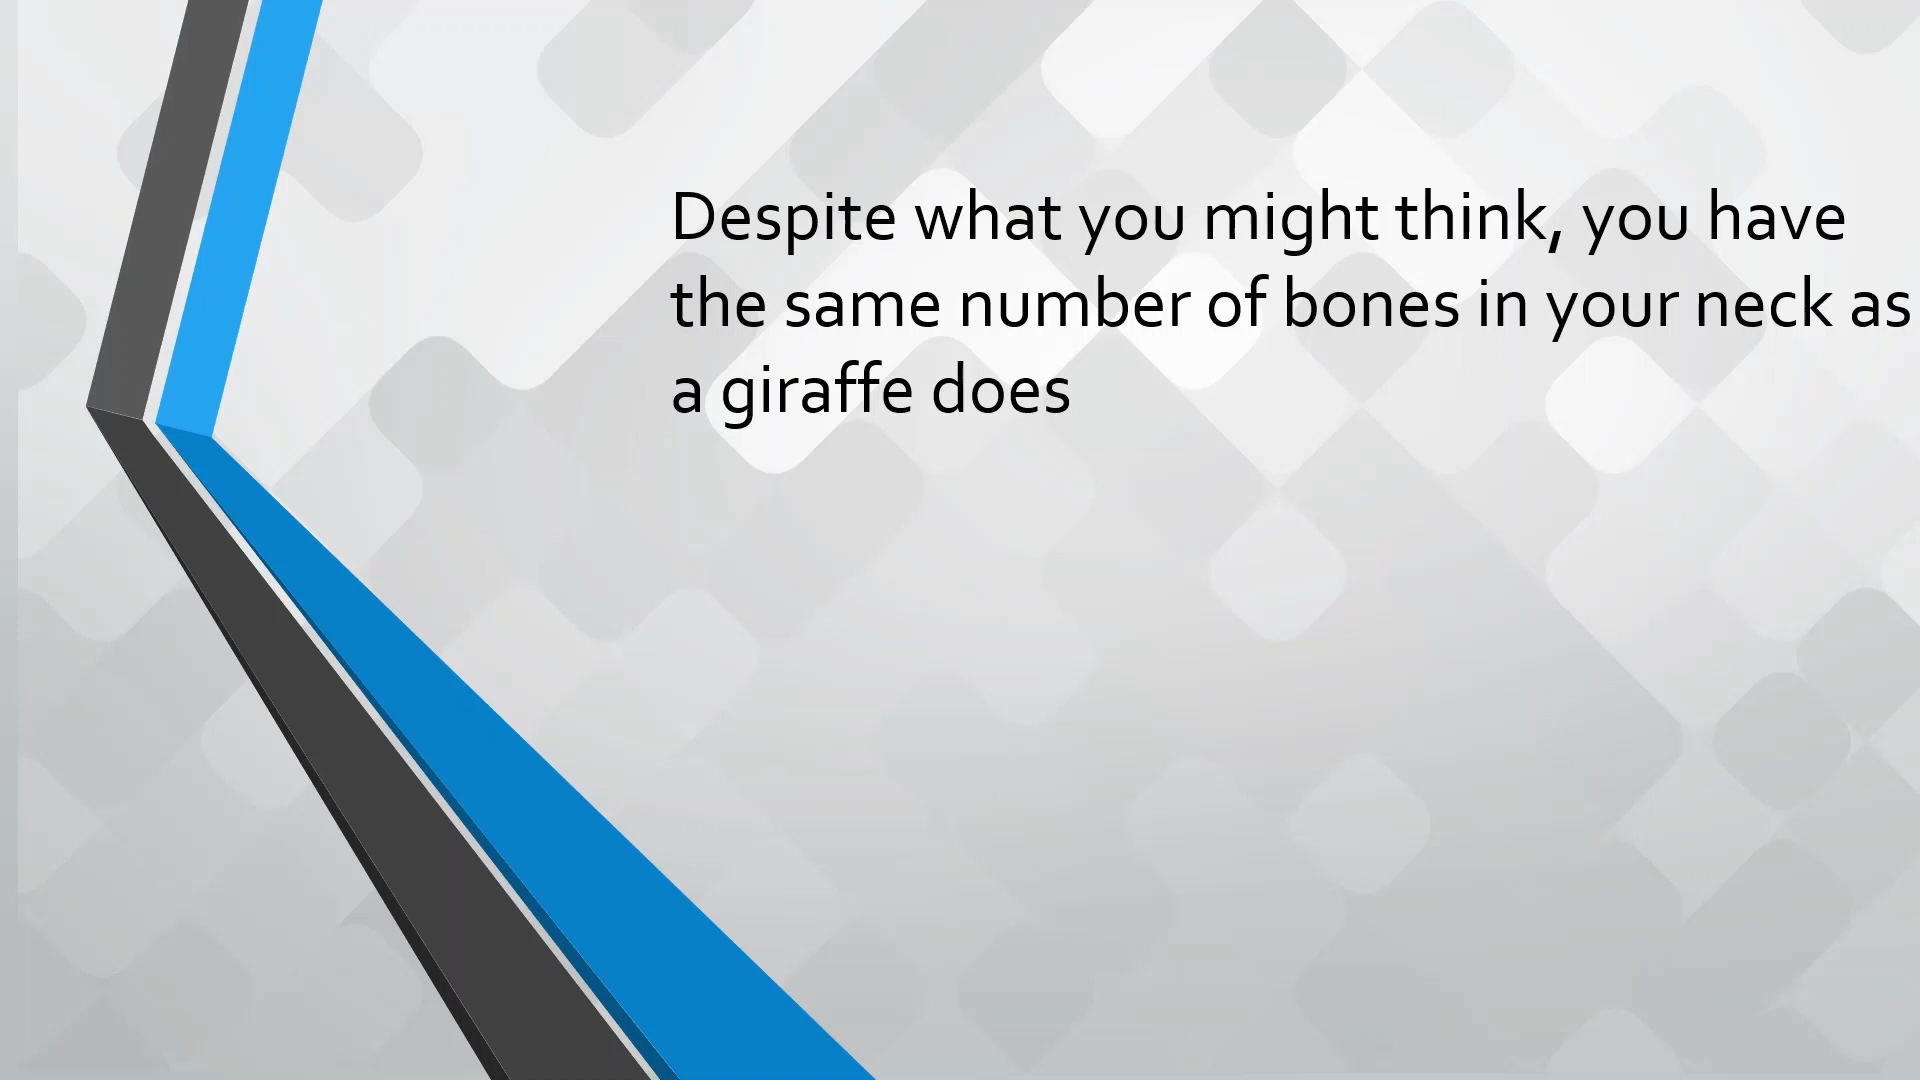 Despite what you might think, you have
the same number of bones in your neck as
a giraffe does